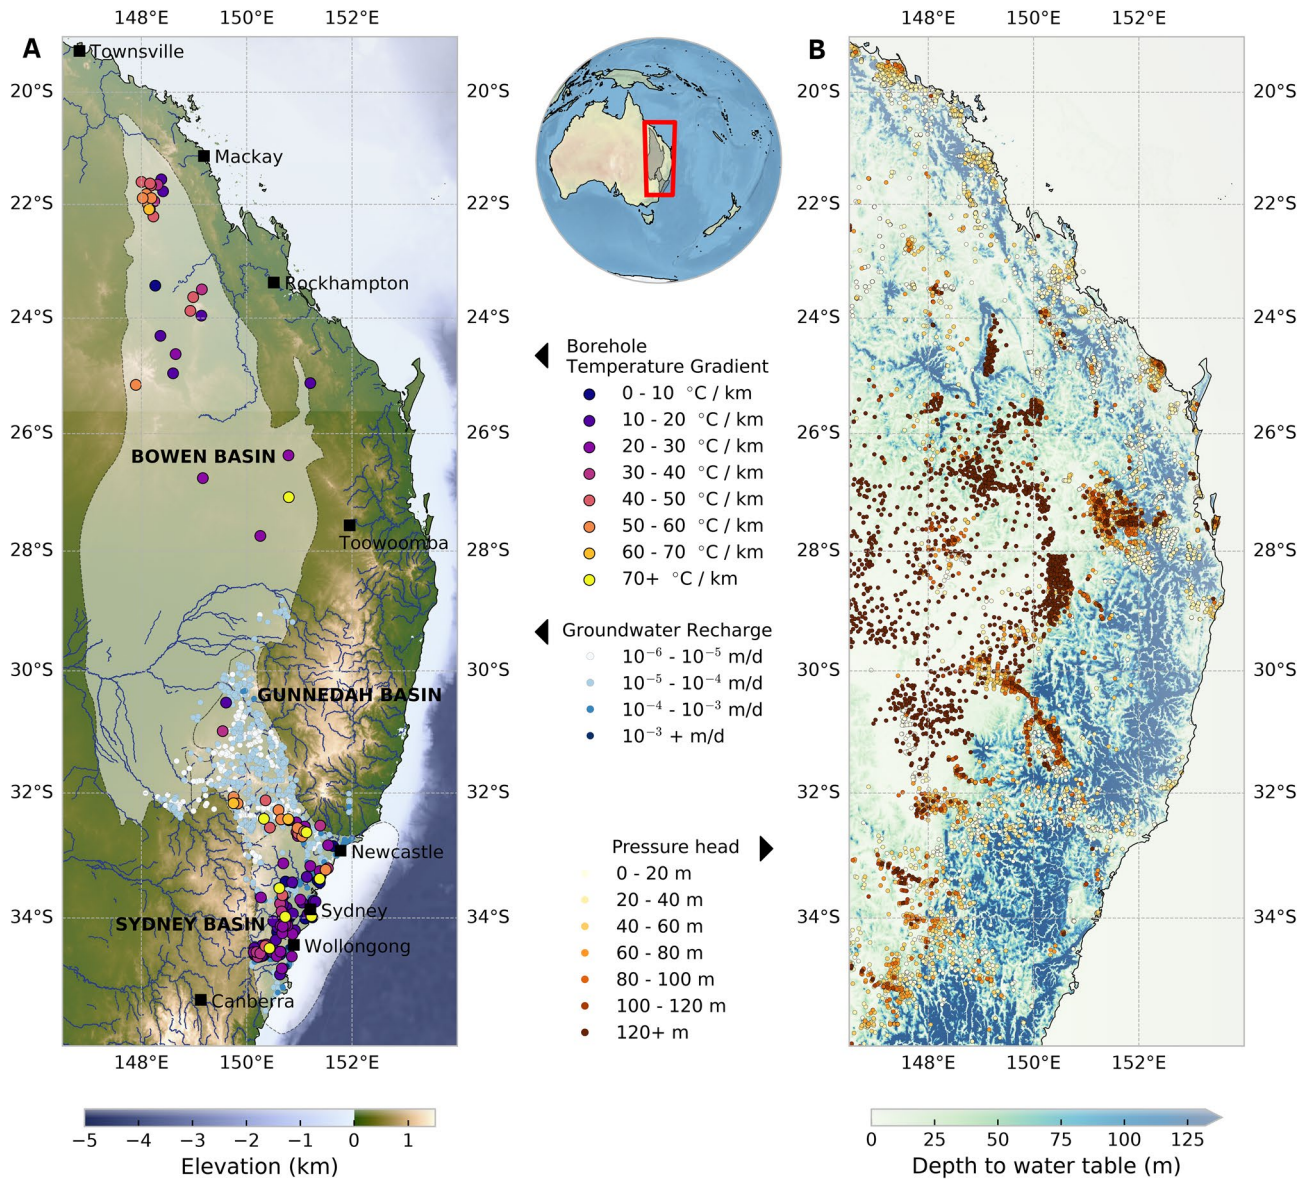 148°E 150°E 152°E
148°E 150°E 152°E
A
B
Townsville
20°S 20°S 20°S
Mackay
22°S 22°S 22°S
Rockhampton
24°S 24°S 24°S
Borehole
Temperature Gradient
0 - 10 °C / km
10 - 20 °C / km
20 - 30 °C / km
30 - 40 °C / km
40 - 50 °C / km
50 - 60 °C / km
60 - 70 °C / km
70+ °C / km
26°S 26°S 26°S
BOWEN BASIN
Toowoomba
28°S 28°S 28°S
Groundwater Recharge
10⁻⁶ - 10⁻⁵ m/d
10⁻⁵ - 10⁻⁴ m/d
10⁻⁴ - 10⁻³ m/d
10⁻³ + m/d
30°S 30°S 30°S
GUNNEDAH BASIN
32°S 32°S 32°S
Newcastle
Pressure head
0 - 20 m
20 - 40 m
40 - 60 m
60 - 80 m
80 - 100 m
100 - 120 m
120+ m
Sydney
34°S 34°S 34°S
SYDNEY BASIN
Wollongong
Canberra
148°E 150°E 152°E
148°E 150°E 152°E
−5 −4 −3 −2 −1 0 1
Elevation (km)
0 25 50 75 100 125
Depth to water table (m)